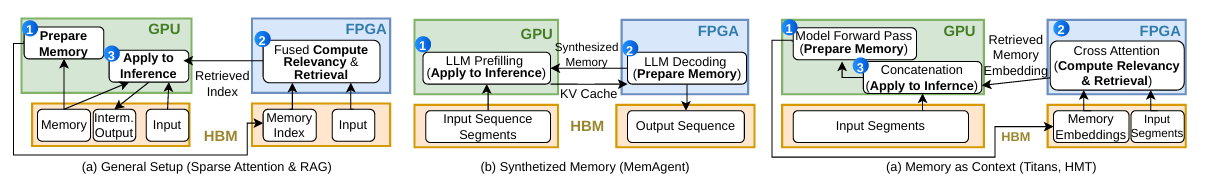 GPU
1
Prepare
Memory
3
Apply to
Inference
Memory
Interm.
Output
Input
HBM
FPGA
2
Fused Compute
Relevancy &
Retrieval
Retrieved
Index
Memory
Index
Input
(a) General Setup (Sparse Attention & RAG)
GPU
1
LLM Prefilling
(Apply to Inference)
Synthesized
Memory
KV Cache
Input Sequence
Segments
HBM
FPGA
2
LLM Decoding
(Prepare Memory)
Output Sequence
(b) Synthetized Memory (MemAgent)
GPU
1
Model Forward Pass
(Prepare Memory)
3
Concatenation
(Apply to Infernce)
Input Segments
Retrieved
Memory
Embedding
HBM
FPGA
2
Cross Attention
(Compute Relevancy
& Retrieval)
Memory
Embeddings
Input
Segments
(a) Memory as Context (Titans, HMT)